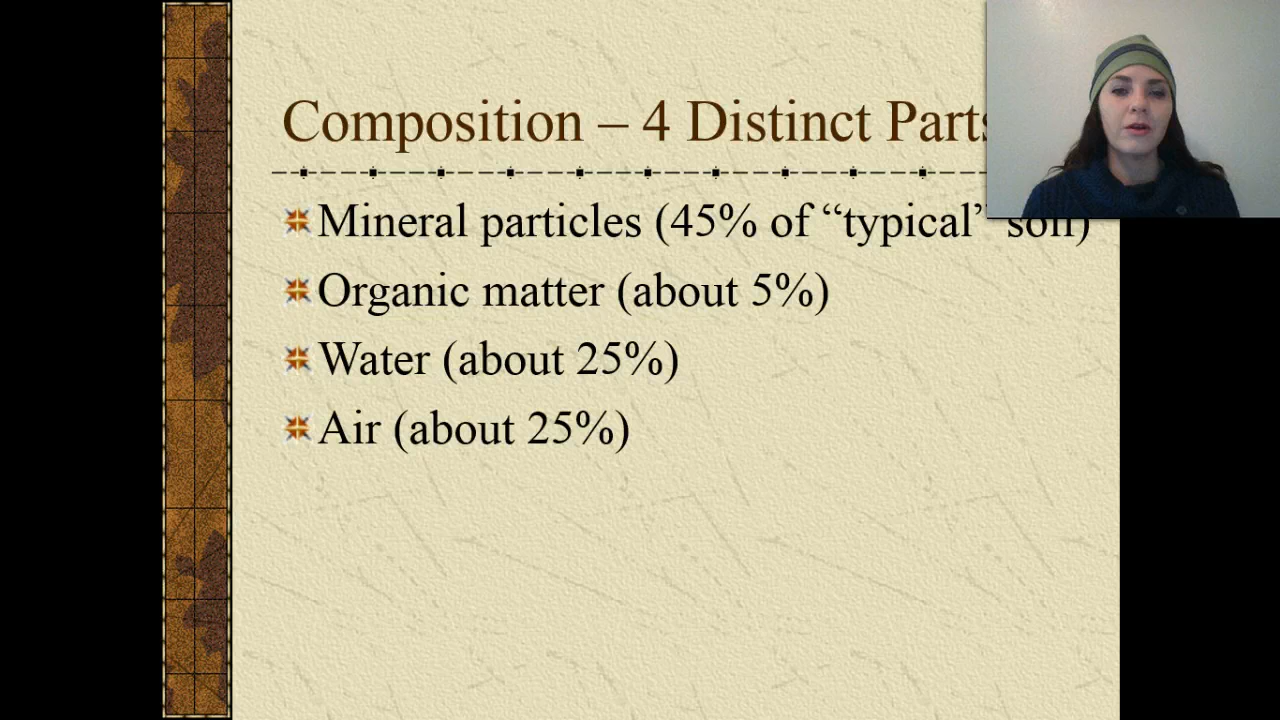 Composition – 4 Distinct Parts
Mineral particles (45% of “typical” soil)
Organic matter (about 5%)
Water (about 25%)
Air (about 25%)